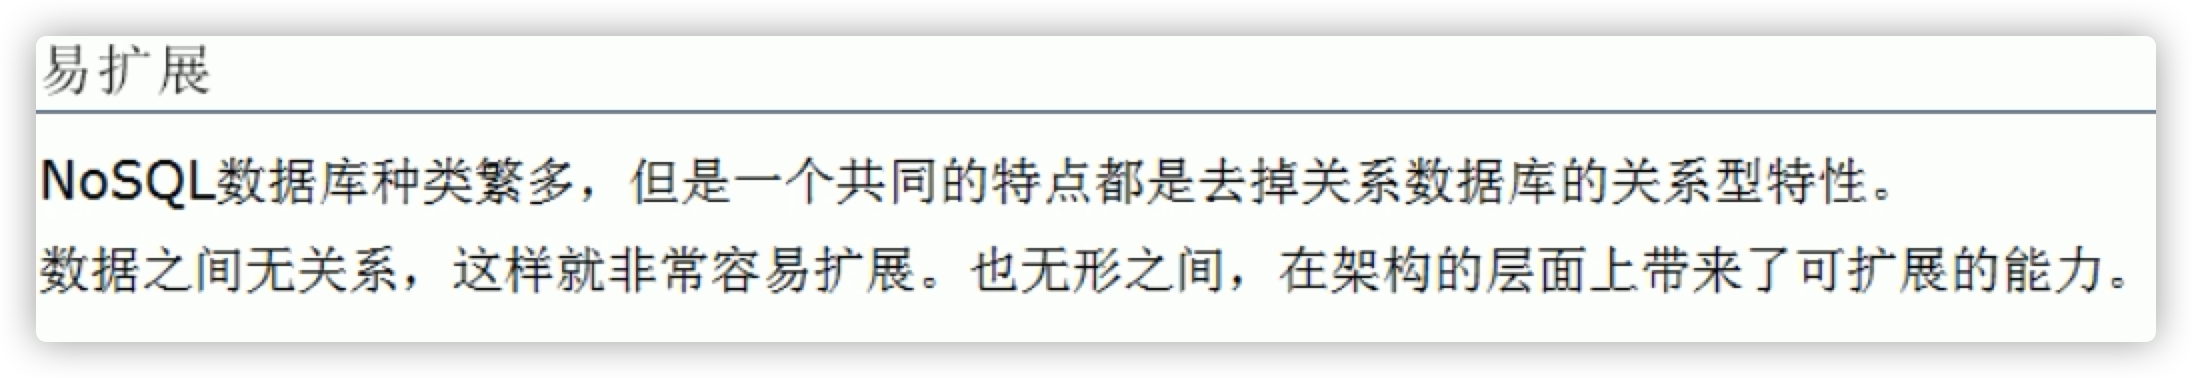 易扩展
NoSQL数据库种类繁多，但是一个共同的特点都是去掉关系数据库的关系型特性。
数据之间无关系，这样就非常容易扩展。也无形之间，在架构的层面上带来了可扩展的能力。